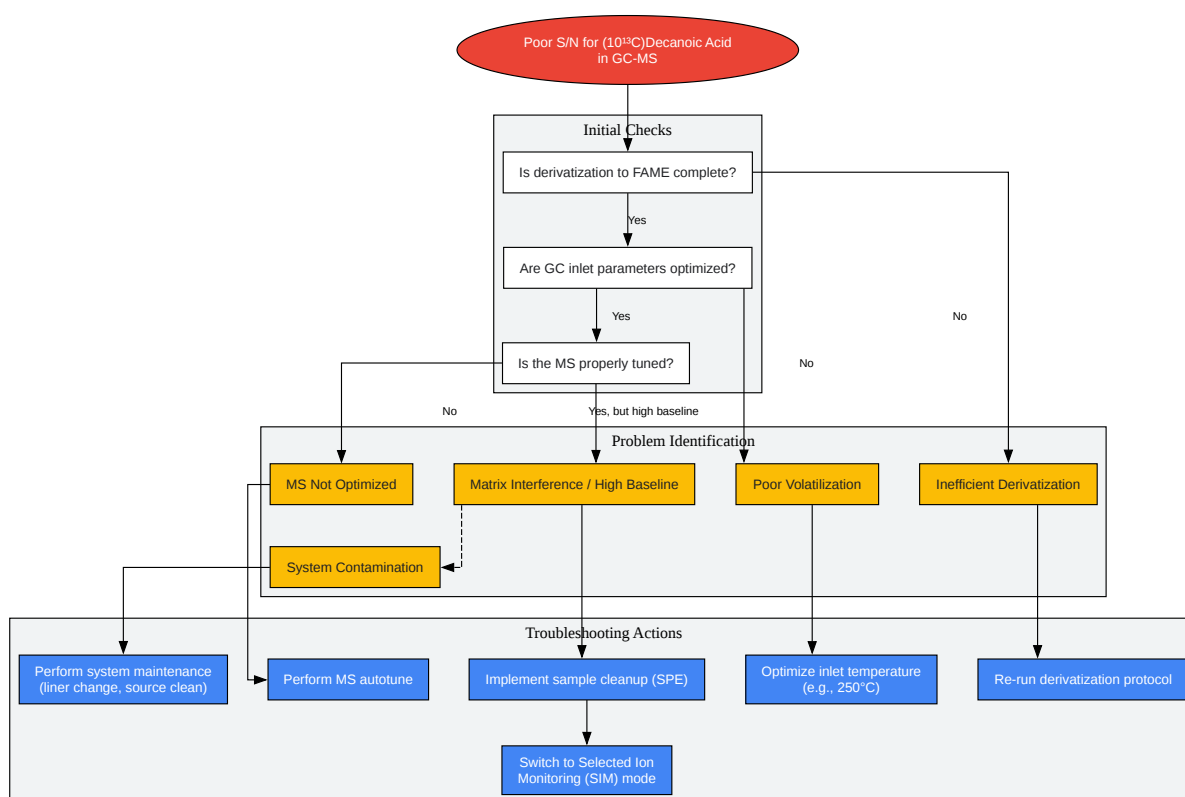 Poor S/N for (10¹³C)Decanoic Acid
in GC-MS
Initial Checks
Is derivatization to FAME complete?
Yes
Are GC inlet parameters optimized?
Yes
No
Is the MS properly tuned?
No
No
Yes, but high baseline
Problem Identification
MS Not Optimized
Matrix Interference / High Baseline
Poor Volatilization
Inefficient Derivatization
System Contamination
Troubleshooting Actions
Perform system maintenance
(liner change, source clean)
Perform MS autotune
Implement sample cleanup (SPE)
Optimize inlet temperature
(e.g., 250°C)
Re-run derivatization protocol
Switch to Selected Ion
Monitoring (SIM) mode